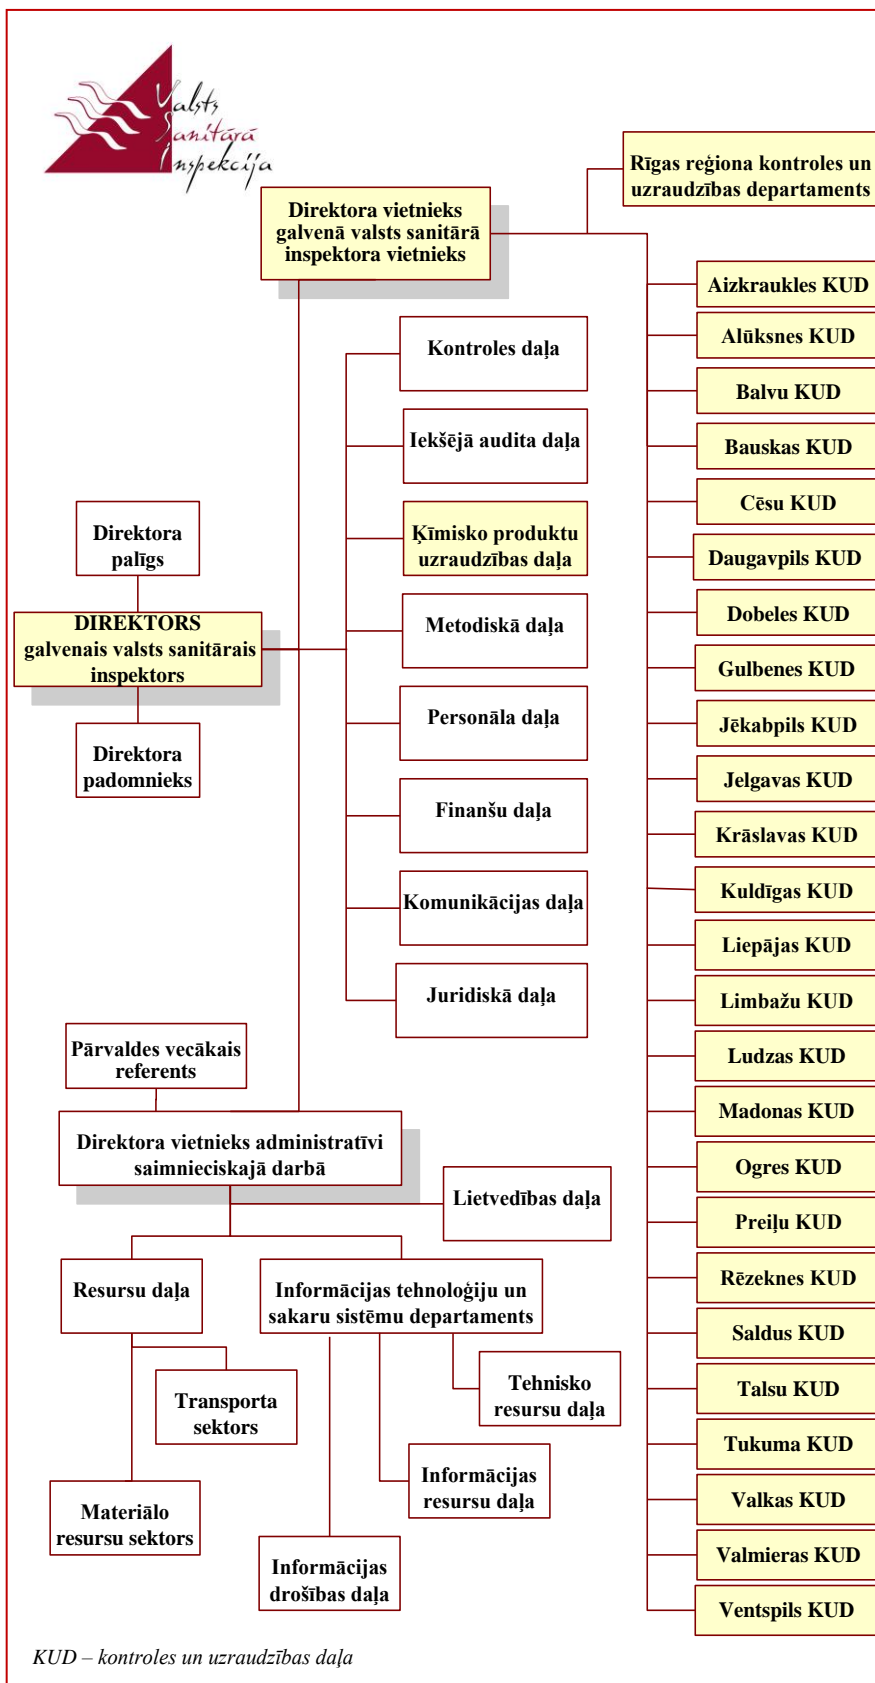 Valsts
Sanitārā
Inspekcija
Rīgas reģiona kontroles un
uzraudzības departaments
Direktora vietnieks
galvenā valsts sanitārā
inspektora vietnieks
Aizkraukles KUD
Alūksnes KUD
Balvu KUD
Bauskas KUD
Cēsu KUD
Daugavpils KUD
Dobeles KUD
Gulbenes KUD
Jēkabpils KUD
Jelgavas KUD
Krāslavas KUD
Kuldīgas KUD
Liepājas KUD
Limbažu KUD
Ludzas KUD
Madonas KUD
Ogres KUD
Preiļu KUD
Rēzeknes KUD
Saldus KUD
Talsu KUD
Tukuma KUD
Valkas KUD
Valmieras KUD
Ventspils KUD
Kontroles daļa
Iekšējā audita daļa
Ķīmisko produktu
uzraudzības daļa
Metodiskā daļa
Personāla daļa
Finanšu daļa
Komunikācijas daļa
Juridiskā daļa
Direktora
palīgs
DIREKTORS
galvenais valsts sanitārais
inspektors
Direktora
padomnieks
Pārvaldes vecākais
referents
Direktora vietnieks administratīvi
saimnieciskajā darbā
Lietvedības daļa
Resursu daļa
Informācijas tehnoloģiju un
sakaru sistēmu departaments
Transporta
sektors
Tehnisko
resursu daļa
Informācijas
resursu daļa
Materiālo
resursu sektors
Informācijas
drošības daļa
KUD – kontroles un uzraudzības daļa